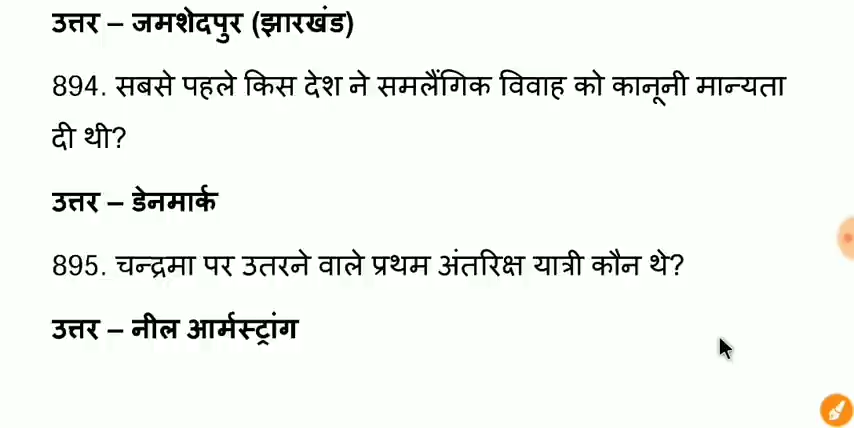 उत्तर – जमशेदपुर (झारखंड)
894. सबसे पहले किस देश ने समलैंगिक विवाह को कानूनी मान्यता
दी थी?
उत्तर – डेनमार्क
895. चन्द्रमा पर उतरने वाले प्रथम अंतरिक्ष यात्री कौन थे?
उत्तर – नील आर्मस्ट्रांग